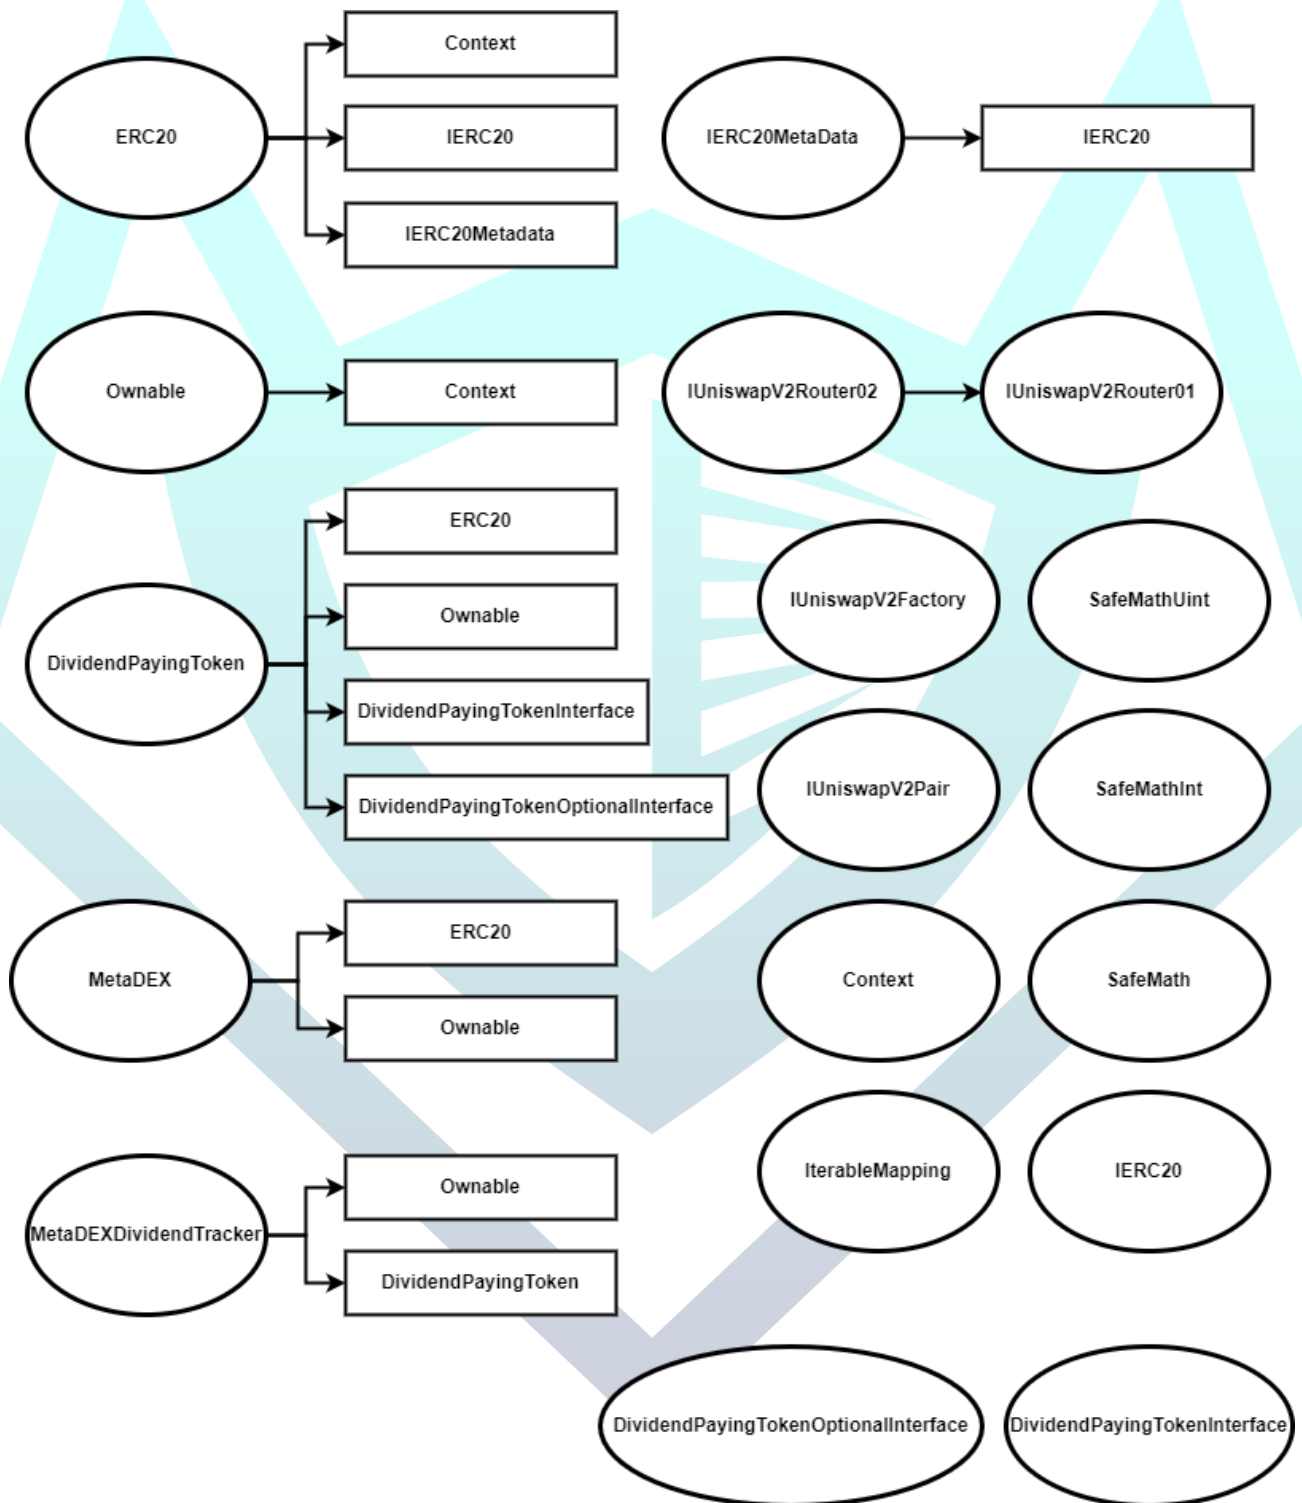 Context
ERC20
IERC20
IERC20Metadata
IERC20MetaData
IERC20
Ownable
Context
IUniswapV2Router02
IUniswapV2Router01
ERC20
Ownable
DividendPayingToken
DividendPayingTokenInterface
DividendPayingTokenOptionalInterface
IUniswapV2Factory
SafeMathUint
IUniswapV2Pair
SafeMathInt
ERC20
MetaDEX
Ownable
Context
SafeMath
IterableMapping
IERC20
Ownable
MetaDEXDividendTracker
DividendPayingToken
DividendPayingTokenOptionalInterface
DividendPayingTokenInterface